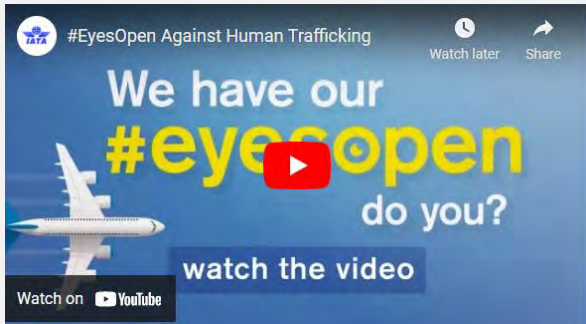 IATA
#EyesOpen Against Human Trafficking
Watch later
Share
We have our
#eyesopen
do you?
watch the video
Watch on YouTube